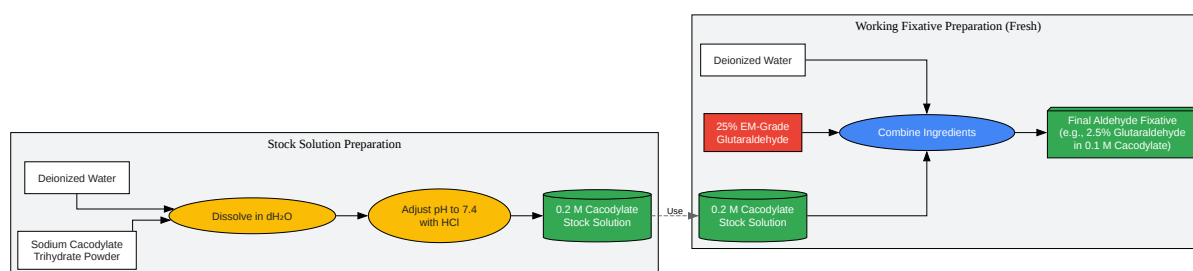 Working Fixative Preparation (Fresh)
Deionized Water
25% EM-Grade
Glutaraldehyde
Combine Ingredients
Final Aldehyde Fixative
(e.g., 2.5% Glutaraldehyde
in 0.1 M Cacodylate)
0.2 M Cacodylate
Stock Solution
Stock Solution Preparation
Deionized Water
Sodium Cacodylate
Trihydrate Powder
Dissolve in dH₂O
Adjust pH to 7.4
with HCl
0.2 M Cacodylate
Stock Solution
Use